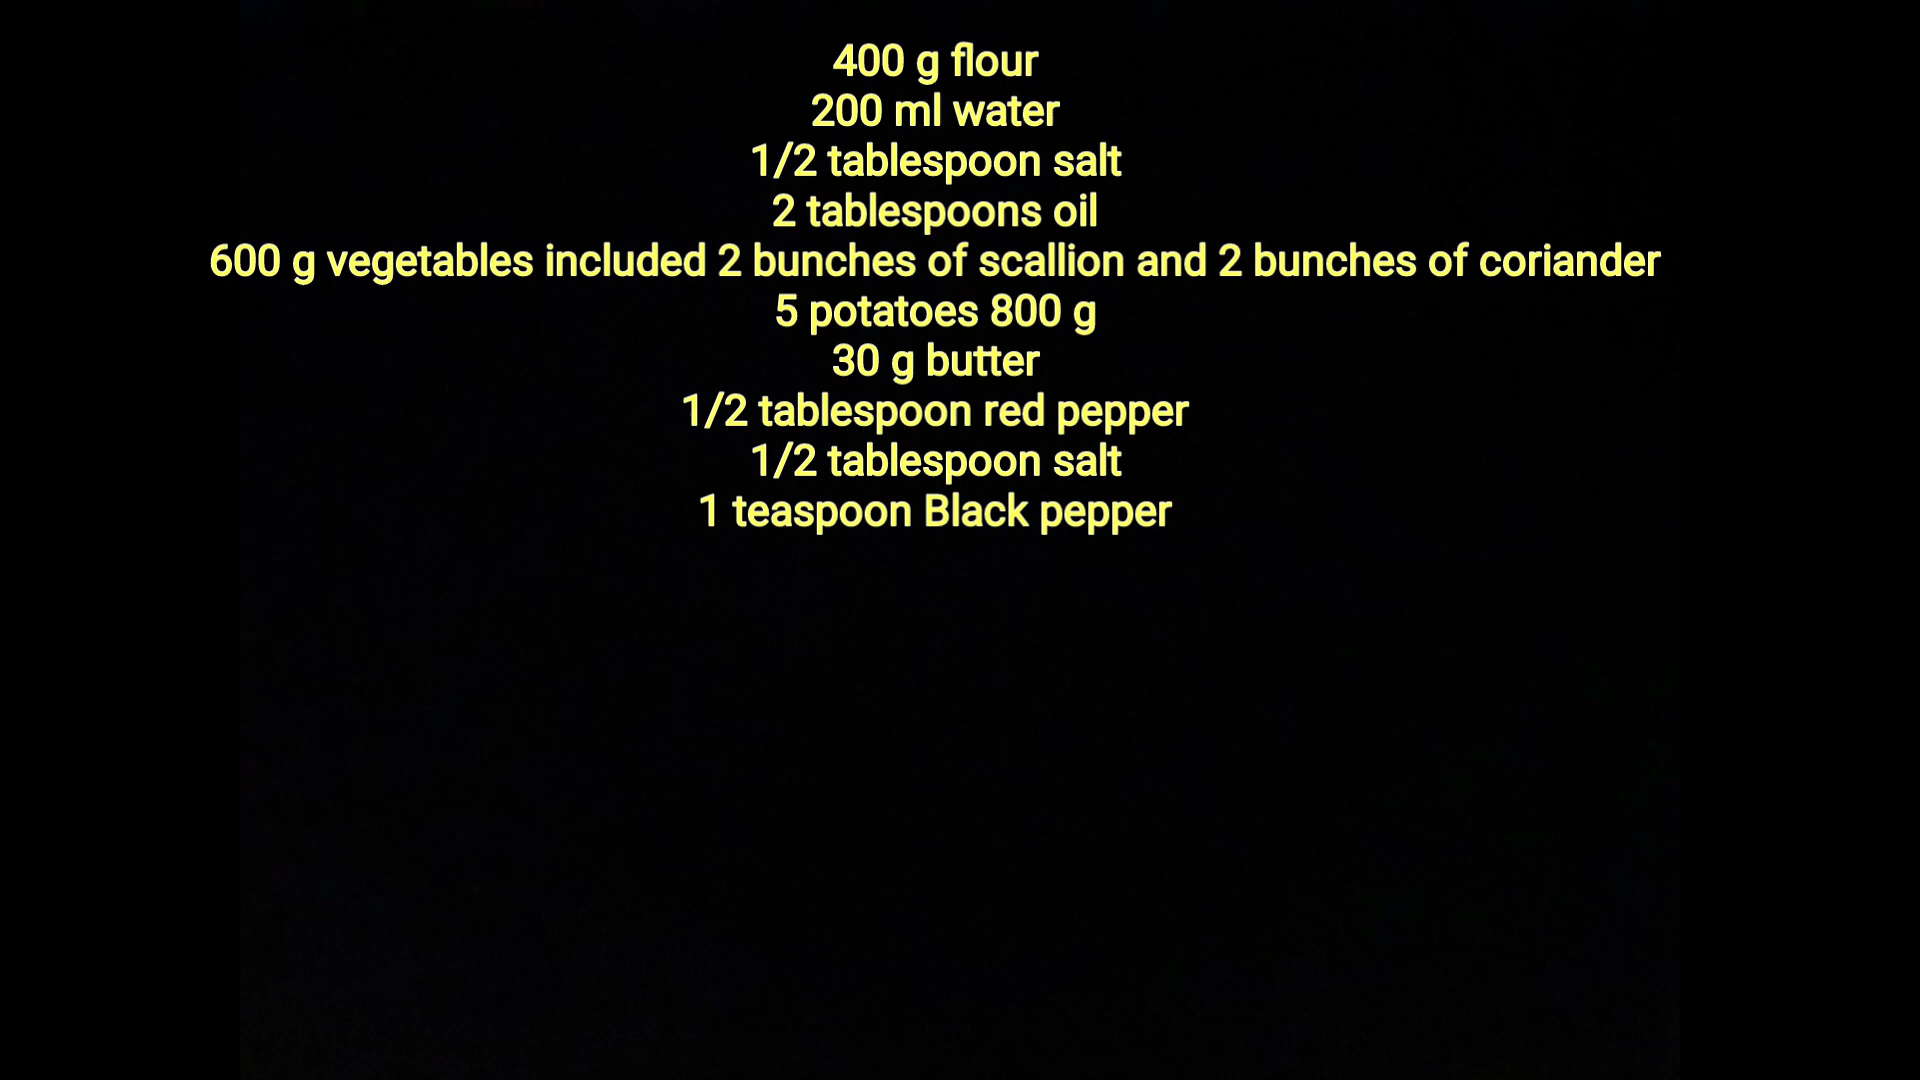 400 g flour
200 ml water
1/2 tablespoon salt
2 tablespoons oil
600 g vegetables included 2 bunches of scallion and 2 bunches of coriander
5 potatoes 800 g
30 g butter
1/2 tablespoon red pepper
1/2 tablespoon salt
1 teaspoon Black pepper